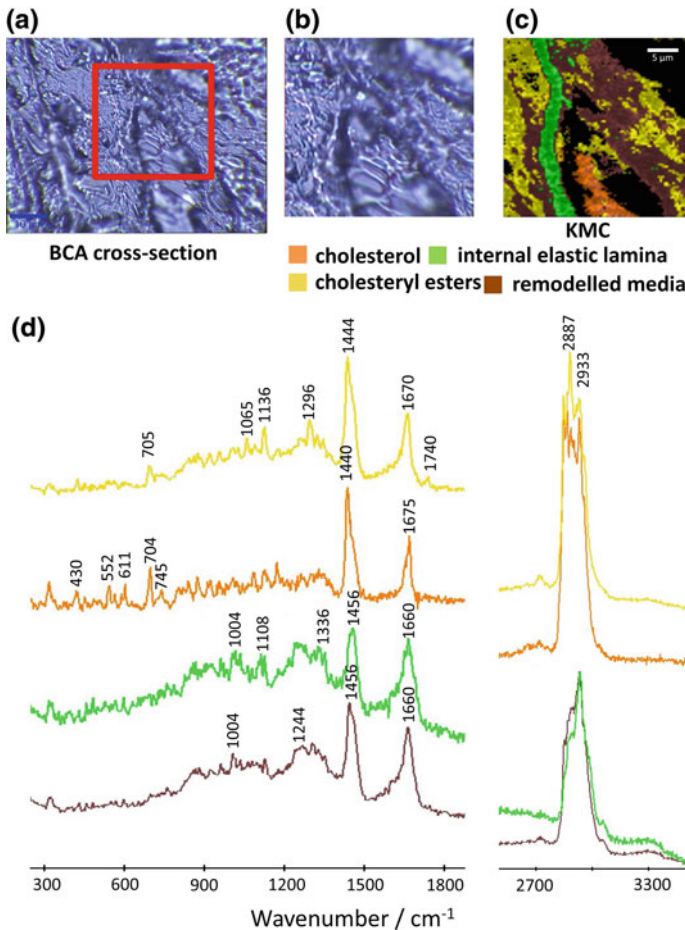 (a)
(b)
(c)
5 µm
BCA cross-section
KMC
cholesterol
internal elastic lamina
cholesteryl esters
remodelled media
(d)
705
1065
1136
1296
1444
1670
1740
2887
2933
430
552
611
704
745
1440
1675
1004
1108
1336
1456
1660
1004
1244
1456
1660
300 600 900 1200 1500 1800 2700 3300
Wavenumber / cm⁻¹